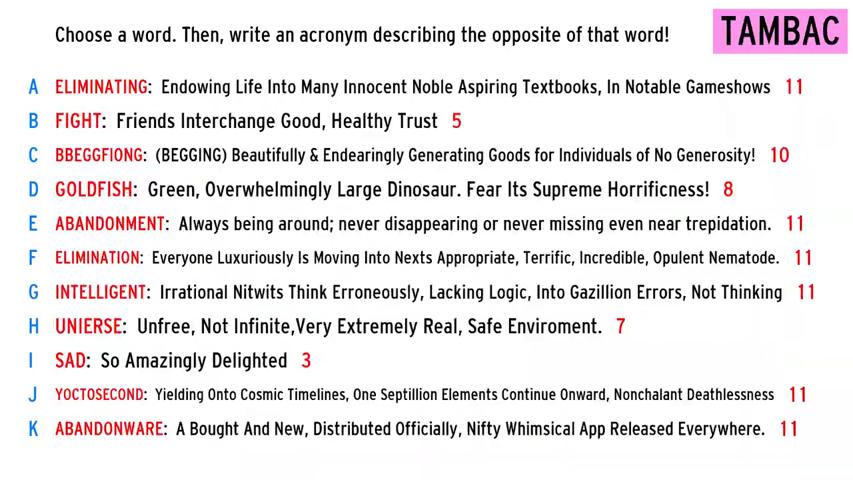 Choose a word. Then, write an acronym describing the opposite of that word!
TAMBAC
A ELIMINATING: Endowing Life Into Many Innocent Noble Aspiring Textbooks, In Notable Gameshows 11
B FIGHT: Friends Interchange Good, Healthy Trust 5
C BBEGGFIONG: (BEGGING) Beautifully & Endearingly Generating Goods for Individuals of No Generosity! 10
D GOLDFISH: Green, Overwhelmingly Large Dinosaur. Fear Its Supreme Horrificness! 8
E ABANDONMENT: Always being around; never disappearing or never missing even near trepidation. 11
F ELIMINATION: Everyone Luxuriously Is Moving Into Nexts Appropriate, Terrific, Incredible, Opulent Nematode. 11
G INTELLIGENT: Irrational Nitwits Think Erroneously, Lacking Logic, Into Gazillion Errors, Not Thinking 11
H UNIERSE: Unfree, Not Infinite,Very Extremely Real, Safe Enviroment. 7
I SAD: So Amazingly Delighted 3
J YOCTOSECOND: Yielding Onto Cosmic Timelines, One Septillion Elements Continue Onward, Nonchalant Deathlessness 11
K ABANDONWARE: A Bought And New, Distributed Officially, Nifty Whimsical App Released Everywhere. 11